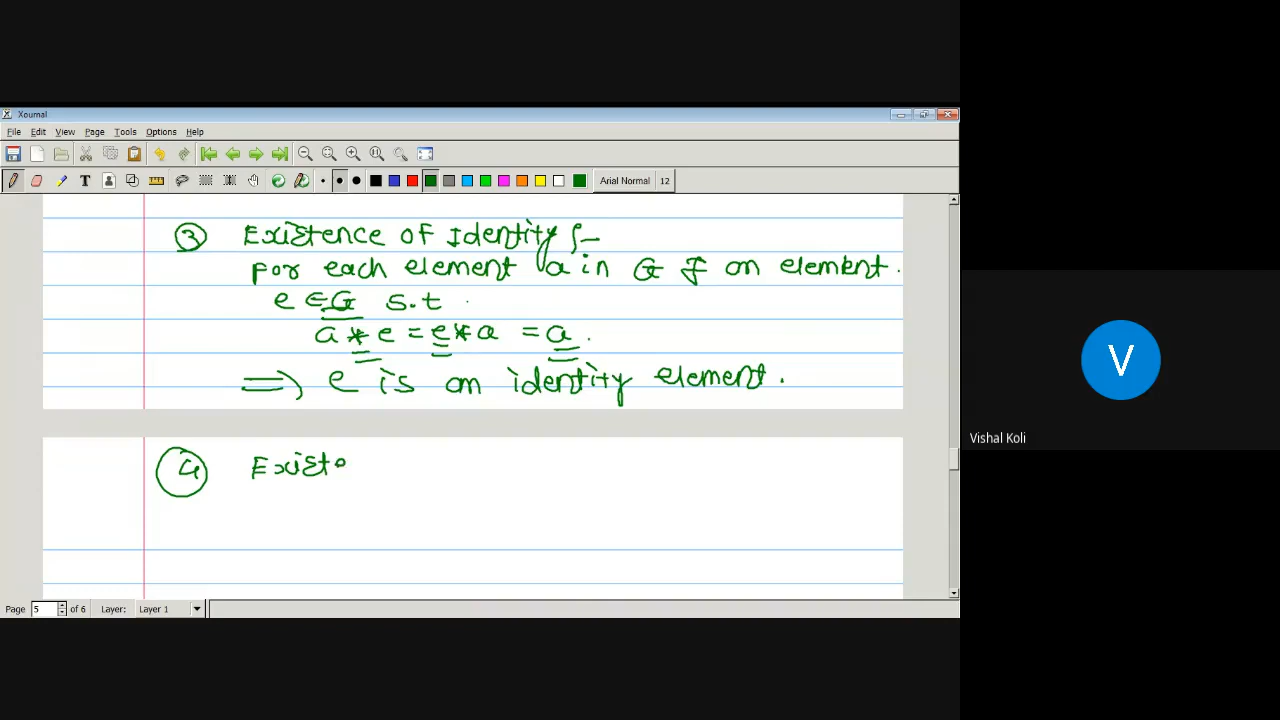 Xournal
File Edit View Page Tools Options Help
T Arial Normal 12
③ Existence of Identity :-
For each element a in G ∃ an element.
e ∈ G s.t
a * e = e * a = a.
⟹ e is an identity element.
④ Existe
Page 5 of 6 Layer: Layer 1
V
Vishal Koli